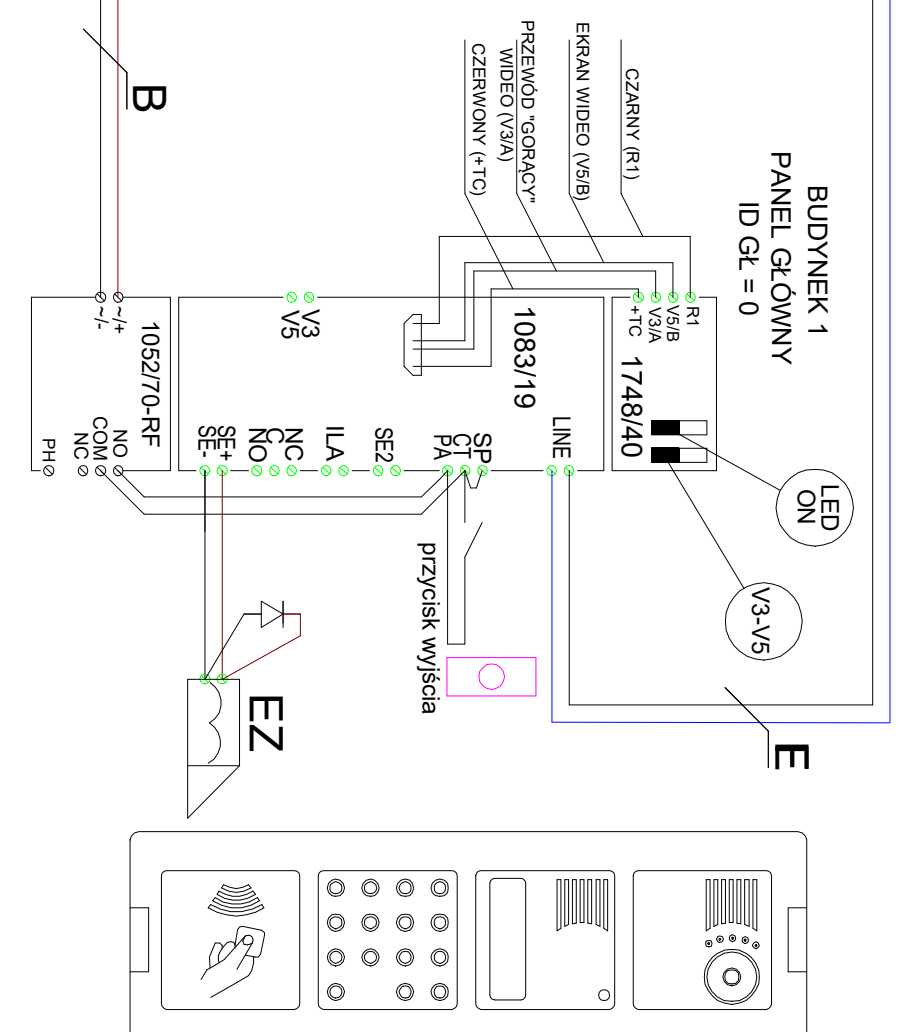 BUDYNEK 1
PANEL GŁÓWNY
ID GŁ = 0
CZARNY (R1)
EKRAN WIDEO (V5/B)
PRZEWÓD "GORĄCY"
WIDEO (V3/A)
CZERWONY (+TC)
B
R1
V5/B
V3/A
+TC
1748/40
LED
ON
V3-V5
E
V3
V5
1083/19
LINE
SP
CT
PA
SE2
ILA
NC
C
NO
SE+
SE-
~/+
~/-
1052/70-RF
NO
COM
NC
PH
przycisk wyjścia
EZ